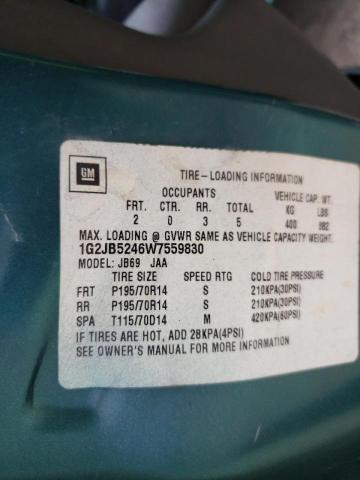 GM
TIRE-LOADING INFORMATION
OCCUPANTS VEHICLE CAP. WT.
FRT. CTR. RR. TOTAL KG LBS
2 0 3 5 400 882
MAX. LOADING @ GVWR SAME AS VEHICLE CAPACITY WEIGHT.
1G2JB5246W7559830
MODEL: JB69 JAA
TIRE SIZE SPEED RTG COLD TIRE PRESSURE
FRT P195/70R14 S 210KPA(30PSI)
RR P195/70R14 S 210KPA(30PSI)
SPA T115/70D14 M 420KPA(60PSI)
IF TIRES ARE HOT, ADD 28KPA(4PSI)
SEE OWNER'S MANUAL FOR MORE INFORMATION